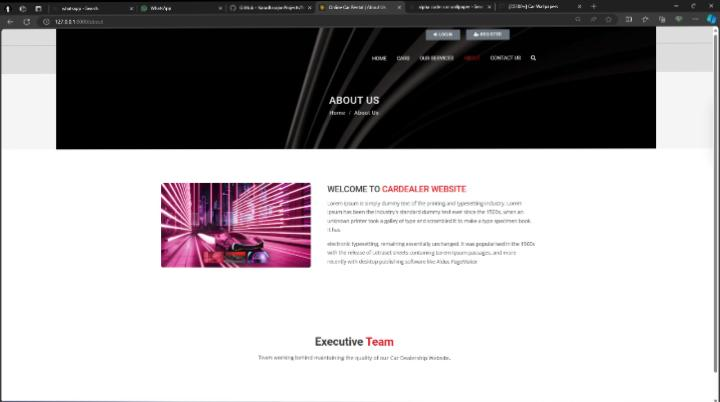 whatsapp - Search
WhatsApp
Online Car Rental | About Us
Car Wallpapers
127.0.0.1:8000/about
LOGIN
REGISTER
HOME
CARS
OUR SERVICES
ABOUT
CONTACT US
ABOUT US
Home / About Us
WELCOME TO CARDEALER WEBSITE
Lorem Ipsum is simply dummy text of the printing and typesetting industry. Lorem
Ipsum has been the industry's standard dummy text ever since the 1500s, when an
unknown printer took a galley of type and scrambled it to make a type specimen book.
It has
electronic typesetting, remaining essentially unchanged. It was popularised in the 1960s
with the release of Letraset sheets containing Lorem Ipsum passages, and more
recently with desktop publishing software like Aldus PageMaker
Executive Team
Team working behind maintaining the quality of our Car Dealership Website.